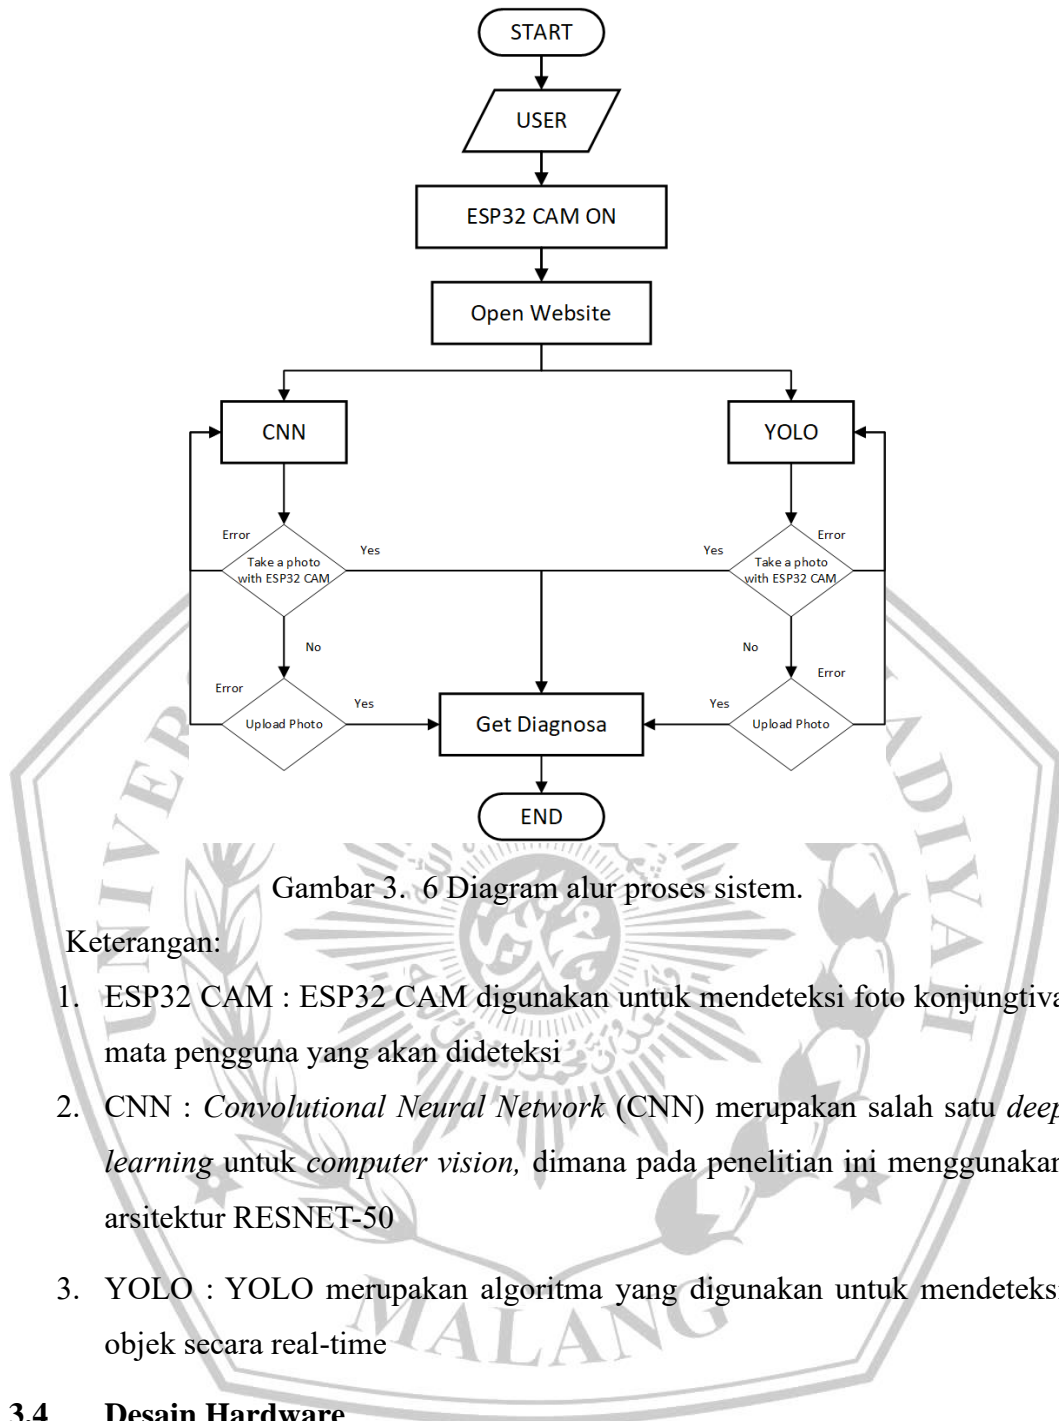 START
USER
ESP32 CAM ON
Open Website
CNN
YOLO
Error
Yes
Yes
Error
Take a photo
with ESP32 CAM
Take a photo
with ESP32 CAM
No
No
Error
Yes
Yes
Error
Upload Photo
Get Diagnosa
Upload Photo
END
Gambar 3. 6 Diagram alur proses sistem.
Keterangan:
1. ESP32 CAM : ESP32 CAM digunakan untuk mendeteksi foto konjungtiva
mata pengguna yang akan dideteksi
2. CNN : Convolutional Neural Network (CNN) merupakan salah satu deep
learning untuk computer vision, dimana pada penelitian ini menggunakan
arsitektur RESNET-50
3. YOLO : YOLO merupakan algoritma yang digunakan untuk mendeteksi
objek secara real-time
MALANG
3.4 Desain Hardware